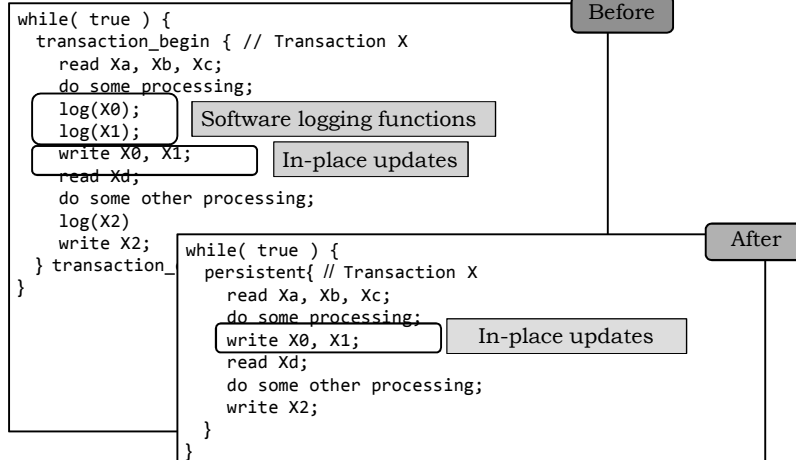 Before
while( true ) {
transaction_begin { // Transaction X
read Xa, Xb, Xc;
do some processing;
log(X0);
log(X1);
Software logging functions
write X0, X1;
In-place updates
read Xd;
do some other processing;
log(X2)
write X2;
} transaction_
}
After
while( true ) {
persistent{ // Transaction X
read Xa, Xb, Xc;
do some processing;
write X0, X1;
In-place updates
read Xd;
do some other processing;
write X2;
}
}